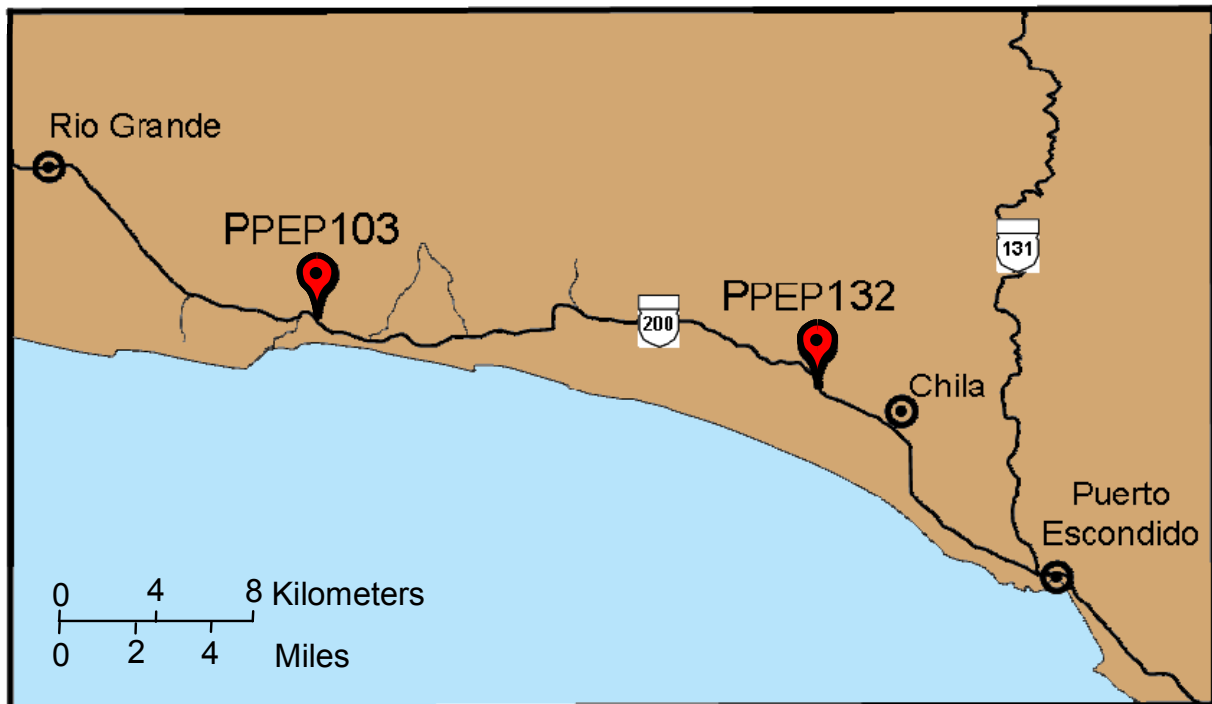 Rio Grande
PPEP103
131
PPEP132
200
Chila
Puerto
Escondido
0 4 8 Kilometers
0 2 4 Miles